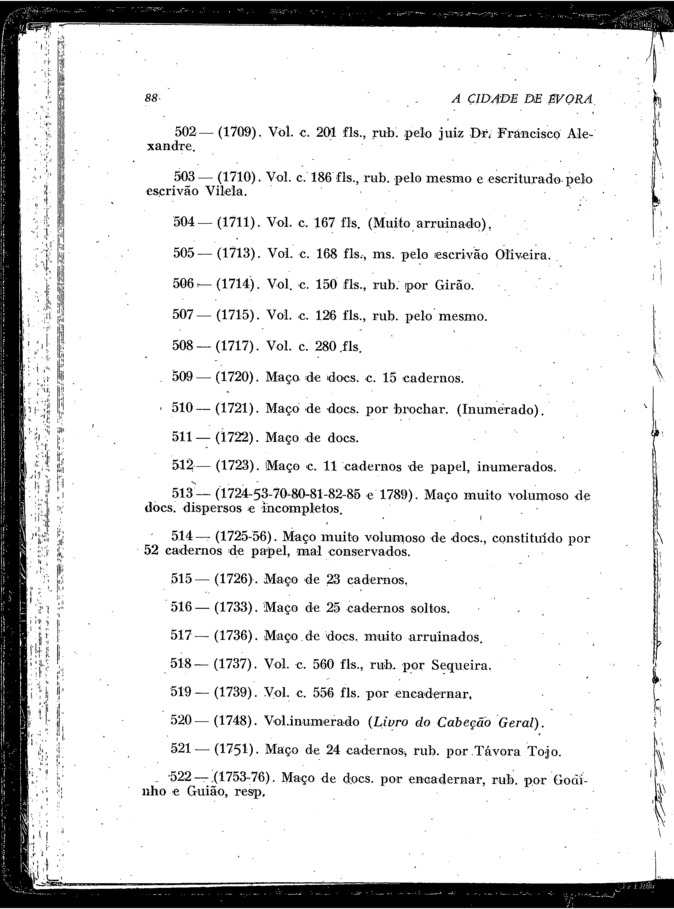 88
A CIDADE DE ÉVORA
502 — (1709). Vol. c. 201 fls., rub. pelo juiz Dr. Francisco Ale-
xandre.
503 — (1710). Vol. c. 186 fls., rub. pelo mesmo e escriturado pelo
escrivão Vilela.
504 — (1711). Vol. c. 167 fls. (Muito arruinado).
505 — (1713). Vol. c. 168 fls., ms. pelo escrivão Oliveira.
506 — (1714). Vol. c. 150 fls., rub. por Girão.
507 — (1715). Vol. c. 126 fls., rub. pelo mesmo.
508 — (1717). Vol. c. 280 fls.
509 — (1720). Maço de docs. c. 15 cadernos.
510 — (1721). Maço de docs. por brochar. (Inumerado).
511 — (1722). Maço de docs.
512 — (1723). Maço c. 11 cadernos de papel, inumerados.
513 — (1724-53-70-80-81-82-85 e 1789). Maço muito volumoso de
docs. dispersos e incompletos.
514 — (1725-56). Maço muito volumoso de docs., constituído por
52 cadernos de papel, mal conservados.
515 — (1726). Maço de 23 cadernos.
516 — (1733). Maço de 25 cadernos soltos.
517 — (1736). Maço de docs. muito arruinados.
518 — (1737). Vol. c. 560 fls., rub. por Sequeira.
519 — (1739). Vol. c. 556 fls. por encadernar.
520 — (1748). Vol.inumerado (Livro do Cabeção Geral).
521 — (1751). Maço de 24 cadernos, rub. por Távora Tojo.
522 — (1753-76). Maço de docs. por encadernar, rub. por Godi-
nho e Guião, resp.